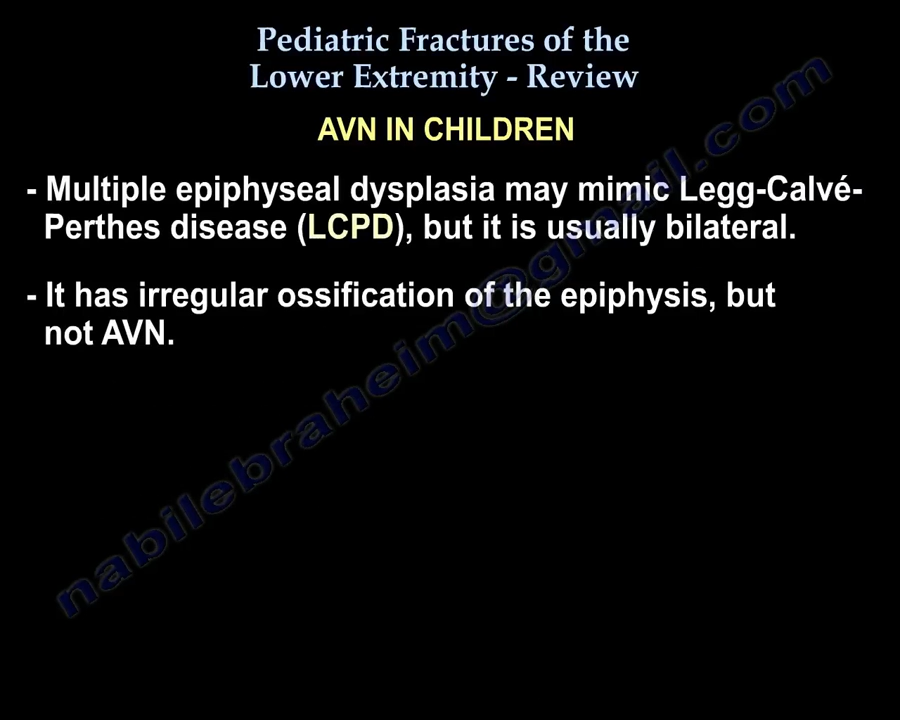 Pediatric Fractures of the
Lower Extremity - Review
AVN IN CHILDREN
- Multiple epiphyseal dysplasia may mimic Legg-Calvé-
Perthes disease (LCPD), but it is usually bilateral.
- It has irregular ossification of the epiphysis, but
not AVN.
nabilebraheim@gmail.com